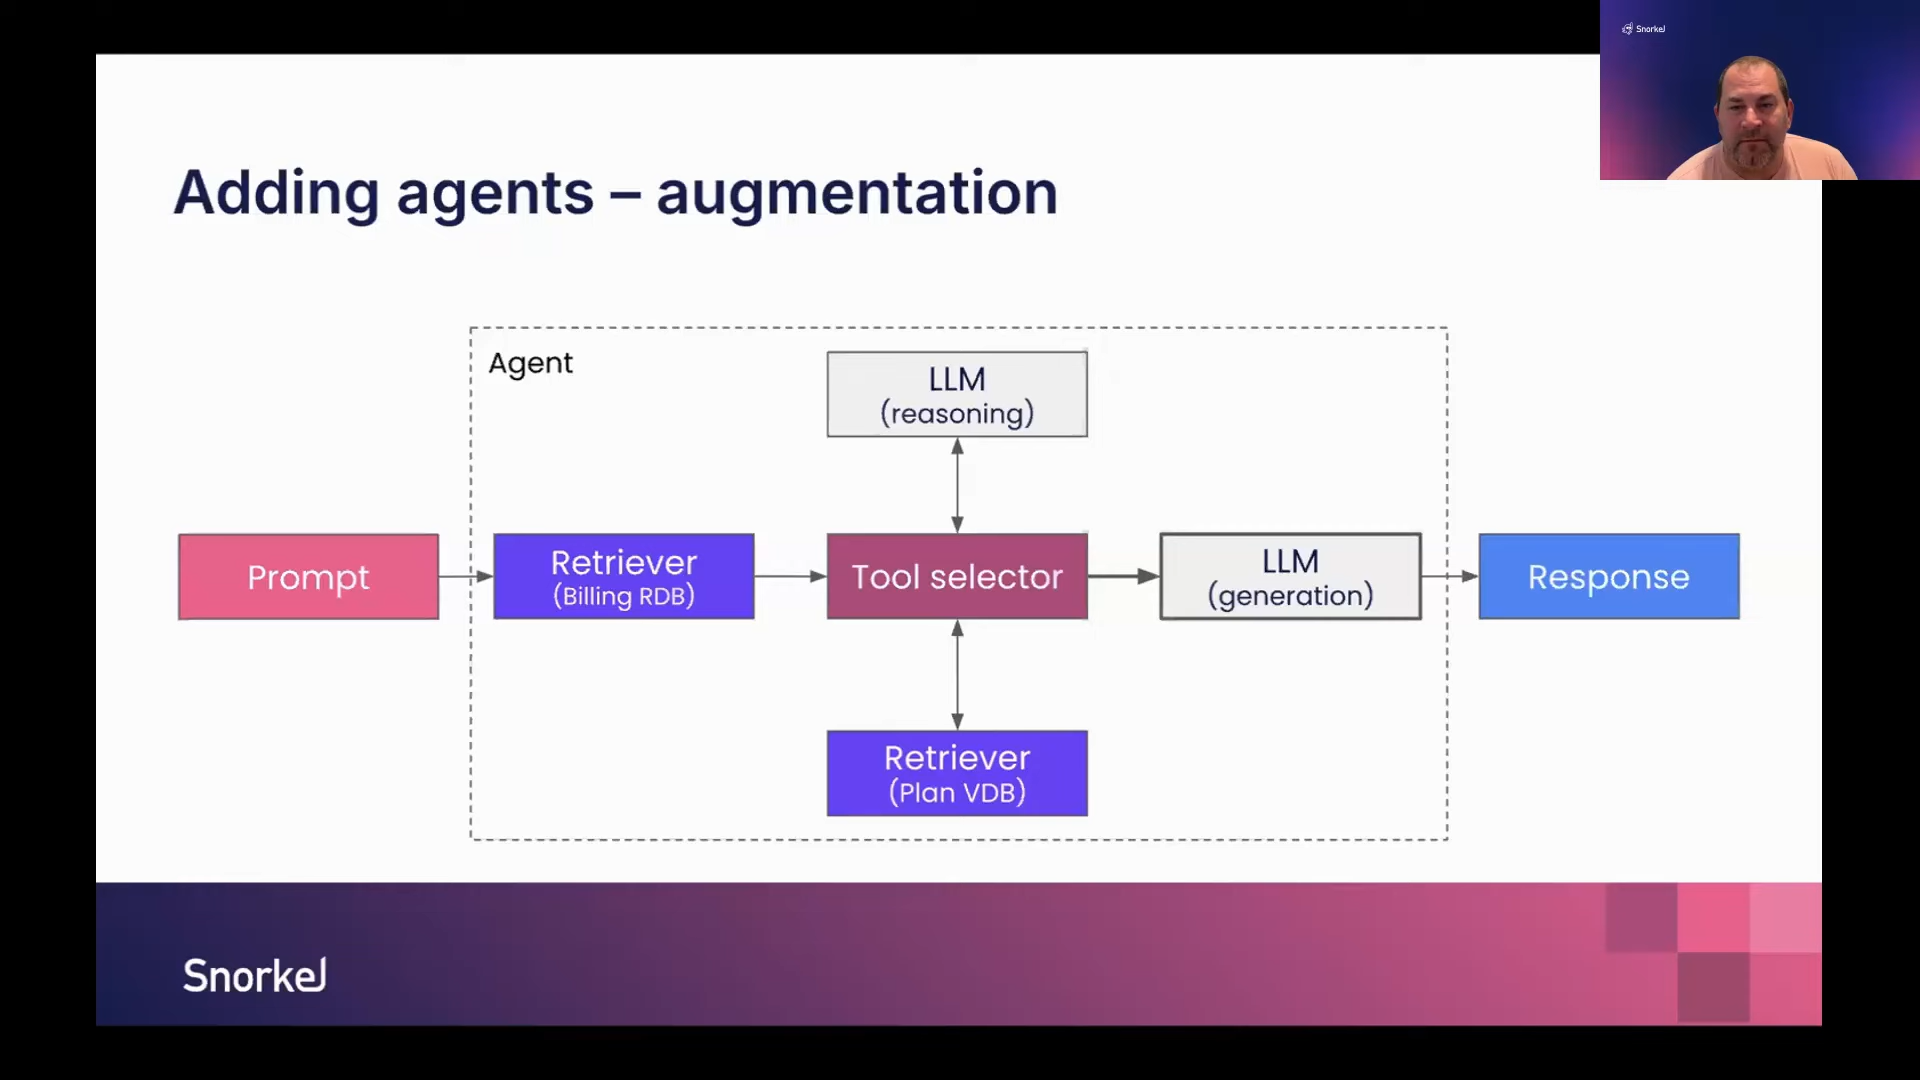 Snorkel
Adding agents – augmentation
Agent
LLM
(reasoning)
Prompt
Retriever
(Billing RDB)
Tool selector
LLM
(generation)
Response
Retriever
(Plan VDB)
Snorkel